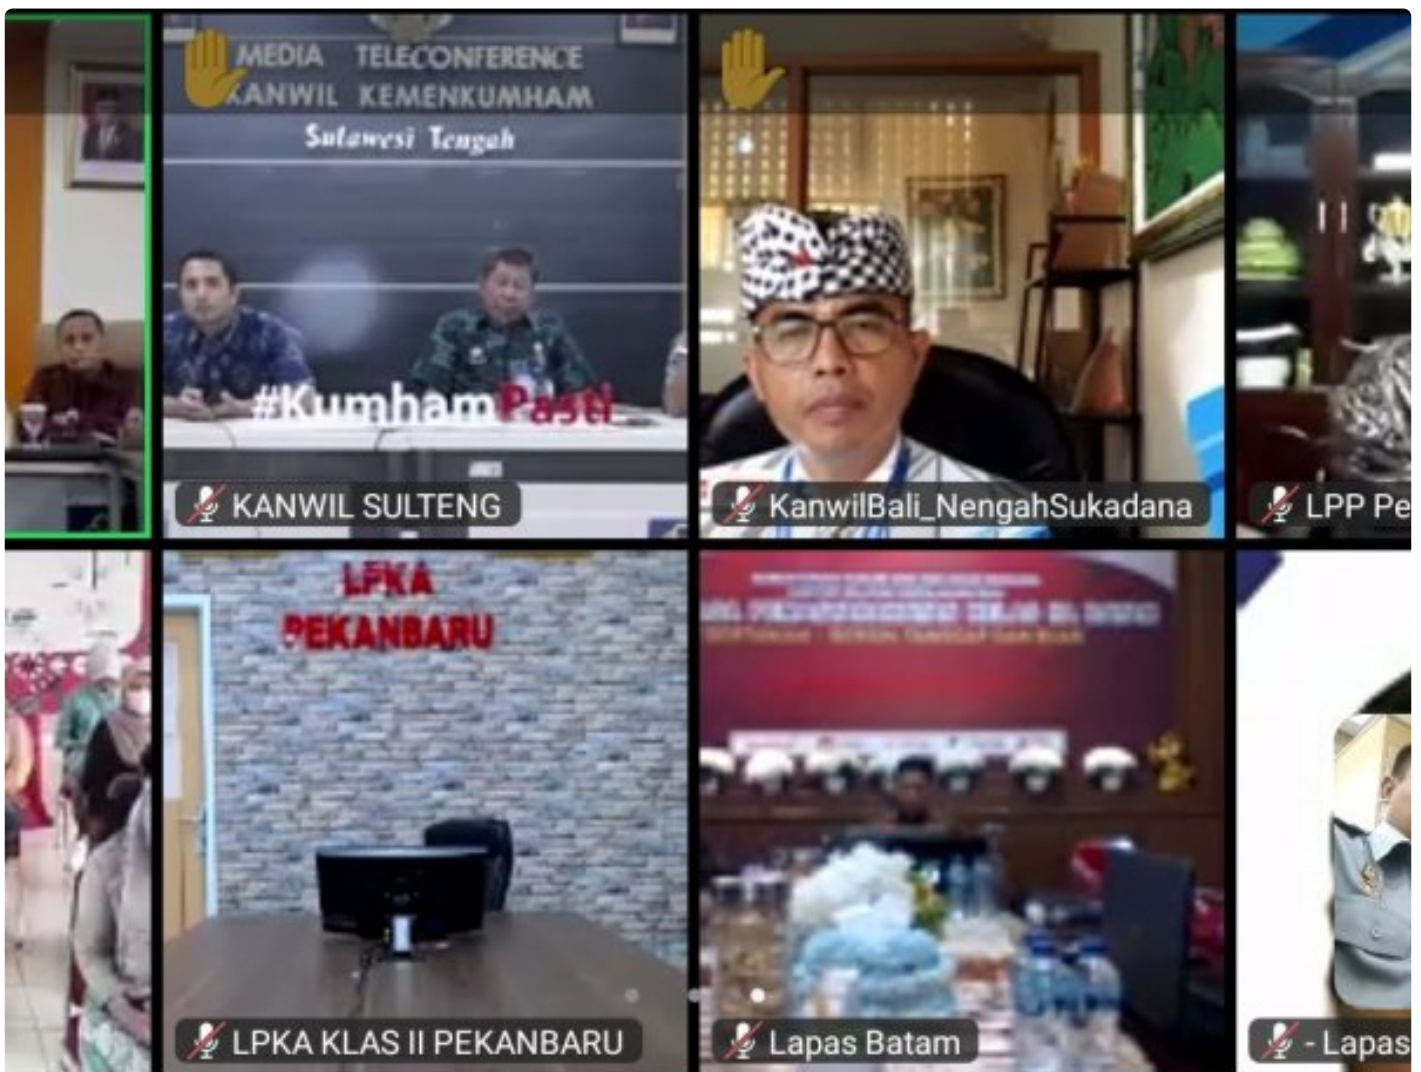 MEDIA TELECONFERENCE
KANWIL KEMENKUMHAM
Sulawesi Tengah
#KumhamPasti
KANWIL SULTENG
KanwilBali_NengahSukadana
LPP Pe
LPKA
PEKANBARU
LPKA KLAS II PEKANBARU
Lapas Batam
- Lapas